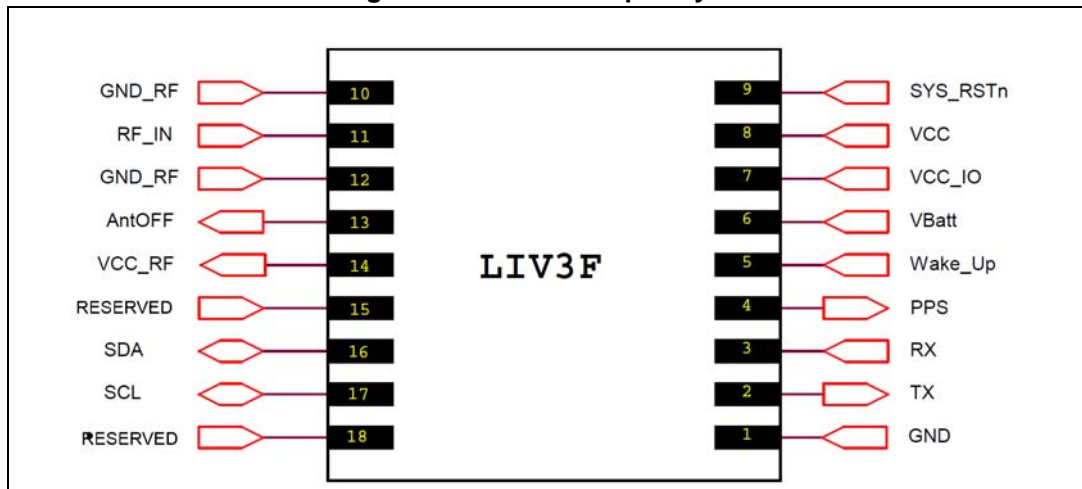 GND_RF 10 9 SYS_RSTn
RF_IN 11 8 VCC
GND_RF 12 7 VCC_IO
AntOFF 13 6 VBatt
VCC_RF 14 LIV3F 5 Wake_Up
RESERVED 15 4 PPS
SDA 16 3 RX
SCL 17 2 TX
RESERVED 18 1 GND